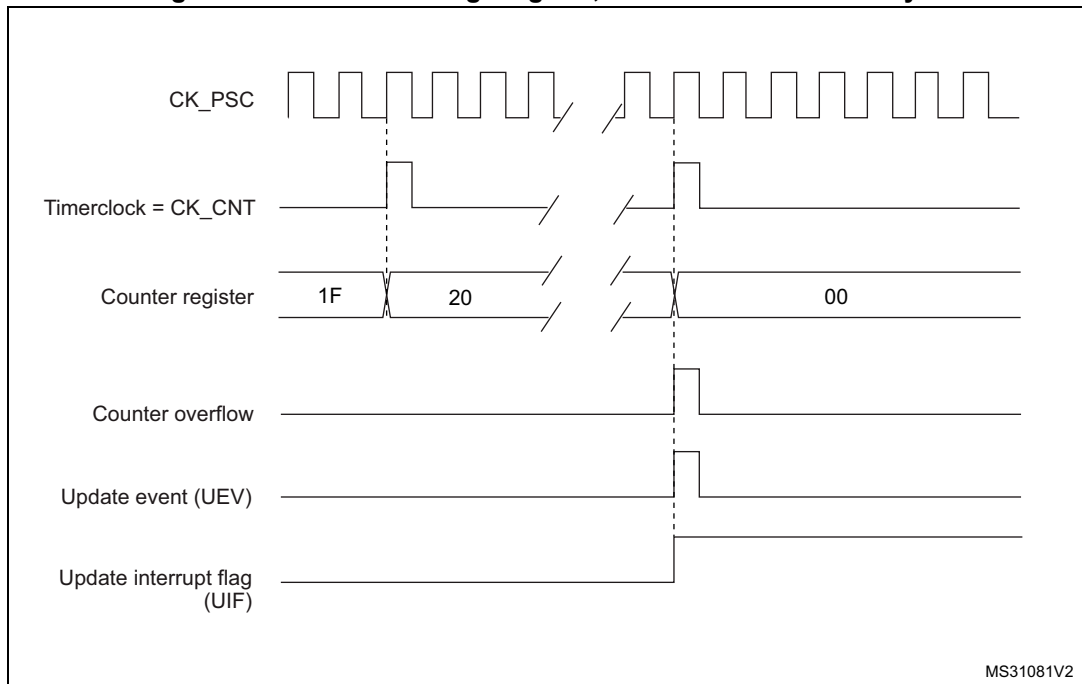 CK_PSC
Timerclock = CK_CNT
Counter register
1F
20
00
Counter overflow
Update event (UEV)
Update interrupt flag
(UIF)
MS31081V2